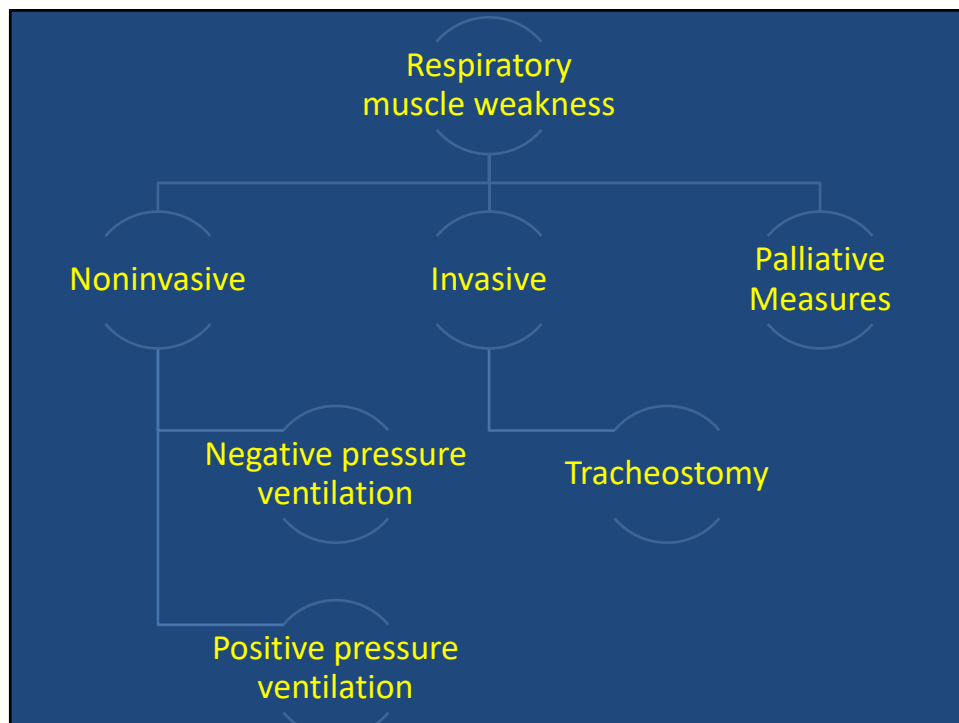 Respiratory
muscle weakness
Noninvasive
Invasive
Palliative
Measures
Negative pressure
ventilation
Tracheostomy
Positive pressure
ventilation